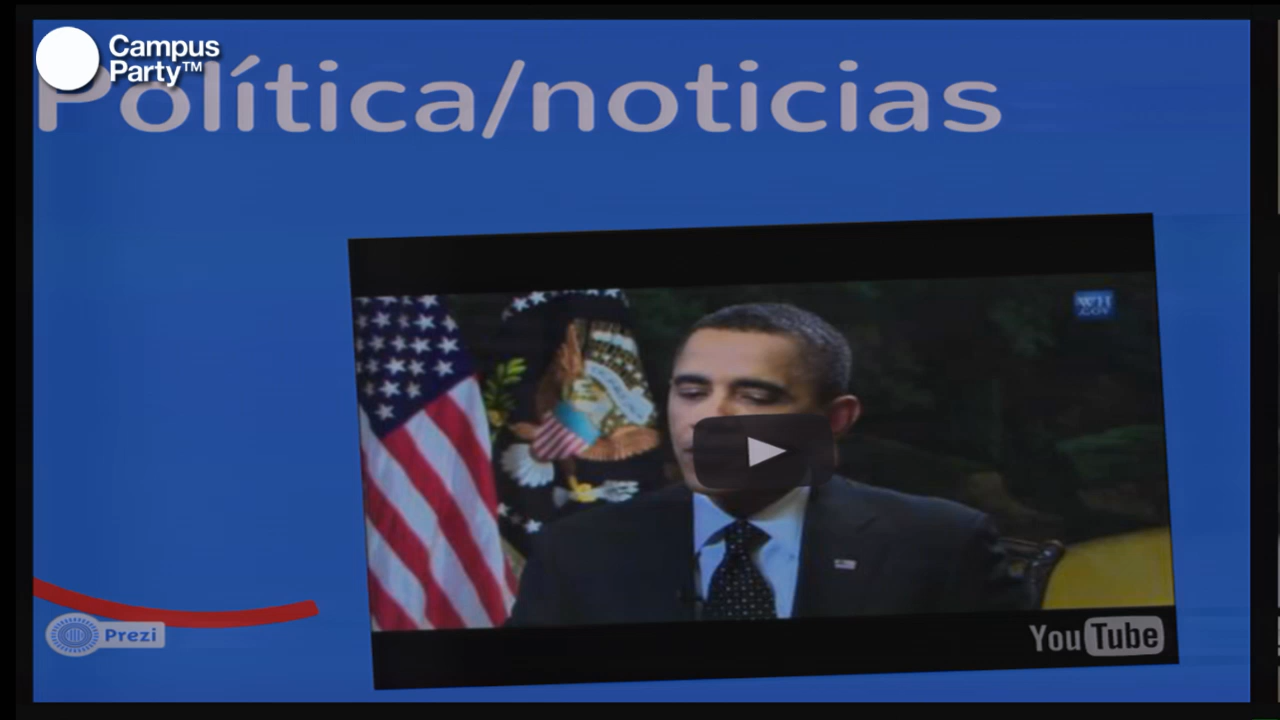 Campus
Party™
Política/noticias
WH
.GOV
Prezi
YouTube